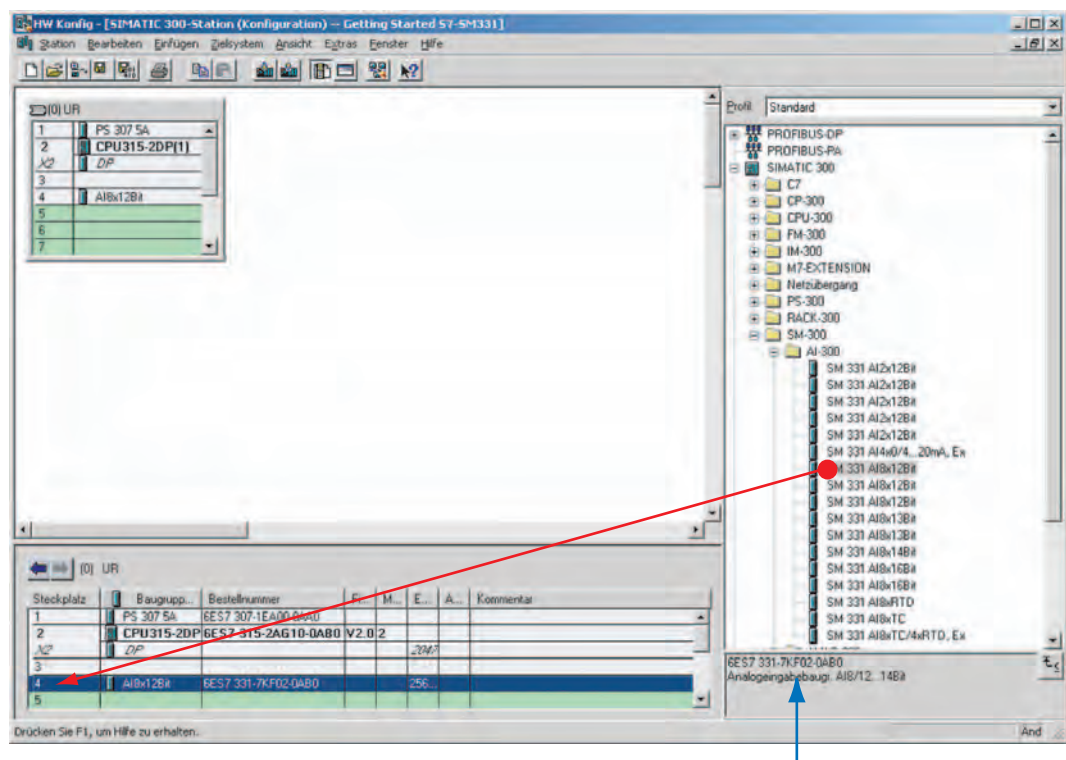 HW Konfig - [SIMATIC 300-Station (Konfiguration) -- Getting Started S7-SM331]
Station Bearbeiten Einfügen Zielsystem Ansicht Extras Fenster Hilfe
(0) UR
1 PS 307 5A
2 CPU315-2DP(1)
X2 DP
3
4 AI8x12Bit
5
6
7
Profil Standard
PROFIBUS-DP
PROFIBUS-PA
SIMATIC 300
C7
CP-300
CPU-300
FM-300
IM-300
M7-EXTENSION
Netzübergang
PS-300
RACK-300
SM-300
AI-300
SM 331 AI2x12Bit
SM 331 AI2x12Bit
SM 331 AI2x12Bit
SM 331 AI2x12Bit
SM 331 AI2x12Bit
SM 331 AI4x0/4...20mA, Ex
SM 331 AI8x12Bit
SM 331 AI8x12Bit
SM 331 AI8x12Bit
SM 331 AI8x13Bit
SM 331 AI8x13Bit
SM 331 AI8x14Bit
SM 331 AI8x16Bit
SM 331 AI8x16Bit
SM 331 AI8xRTD
SM 331 AI8xTC
SM 331 AI8xTC/4xRTD, Ex
6ES7 331-7KF02-0AB0
Analogeingabebaugr. AI8/12...14Bit
(0) UR
Steckplatz Baugrupp... Bestellnummer Fi... M... E... A... Kommentar
1 PS 307 5A 6ES7 307-1EA00-0AA0
2 CPU315-2DP 6ES7 315-2AG10-0AB0 V2.0 2
X2 DP 2047
3
4 AI8x12Bit 6ES7 331-7KF02-0AB0 256...
5
Drücken Sie F1, um Hilfe zu erhalten.
Änd